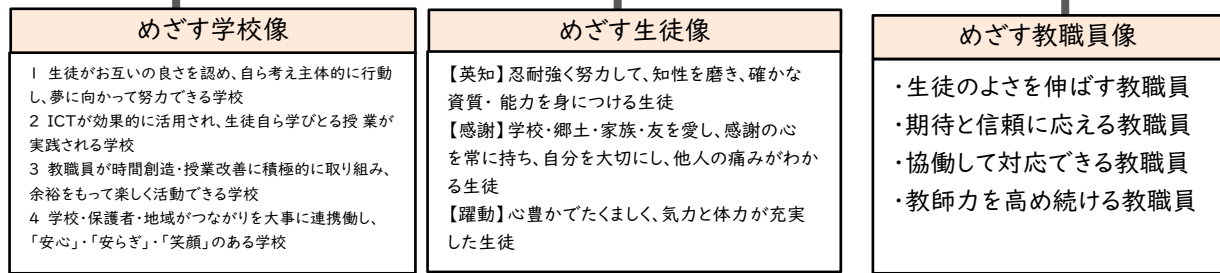 めざす学校像
1 生徒がお互いの良さを認め、自ら考え主体的に行動
し、夢に向かって努力できる学校
2 ICTが効果的に活用され、生徒自ら学びとる授 業が
実践される学校
3 教職員が時間創造・授業改善に積極的に取り組み、
余裕をもって楽しく活動できる学校
4 学校・保護者・地域がつながりを大事に連携働し、
「安心」・「安らぎ」・「笑顔」のある学校
めざす生徒像
【英知】忍耐強く努力して、知性を磨き、確かな
資質・ 能力を身につける生徒
【感謝】学校・郷土・家族・友を愛し、感謝の心
を常に持ち、自分を大切にし、他人の痛みがわか
る生徒
【躍動】心豊かでたくましく、気力と体力が充実
した生徒
めざす教職員像
・生徒のよさを伸ばす教職員
・期待と信頼に応える教職員
・協働して対応できる教職員
・教師力を高め続ける教職員